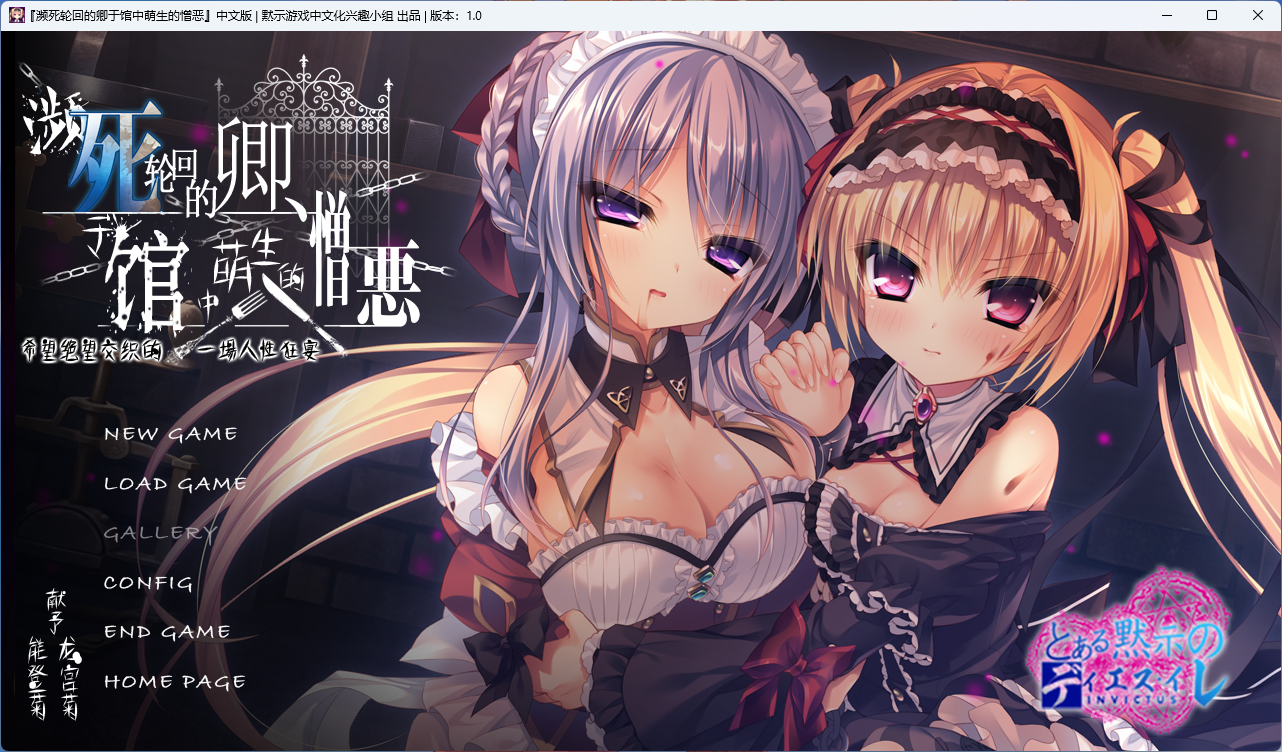 『濒死轮回的卿于馆中萌生的憎恶』中文版 | 黙示游戏中文化兴趣小组 出品 | 版本：1.0
濒死轮回的卿、
于馆中萌生的憎恶
希望绝望交织的 一場人性狂宴
NEW GAME
LOAD GAME
GALLERY
CONFIG
END GAME
HOME PAGE
献予
龙宫菊
能登菊
とある黙示の
ディエスイレ
INVICTUS